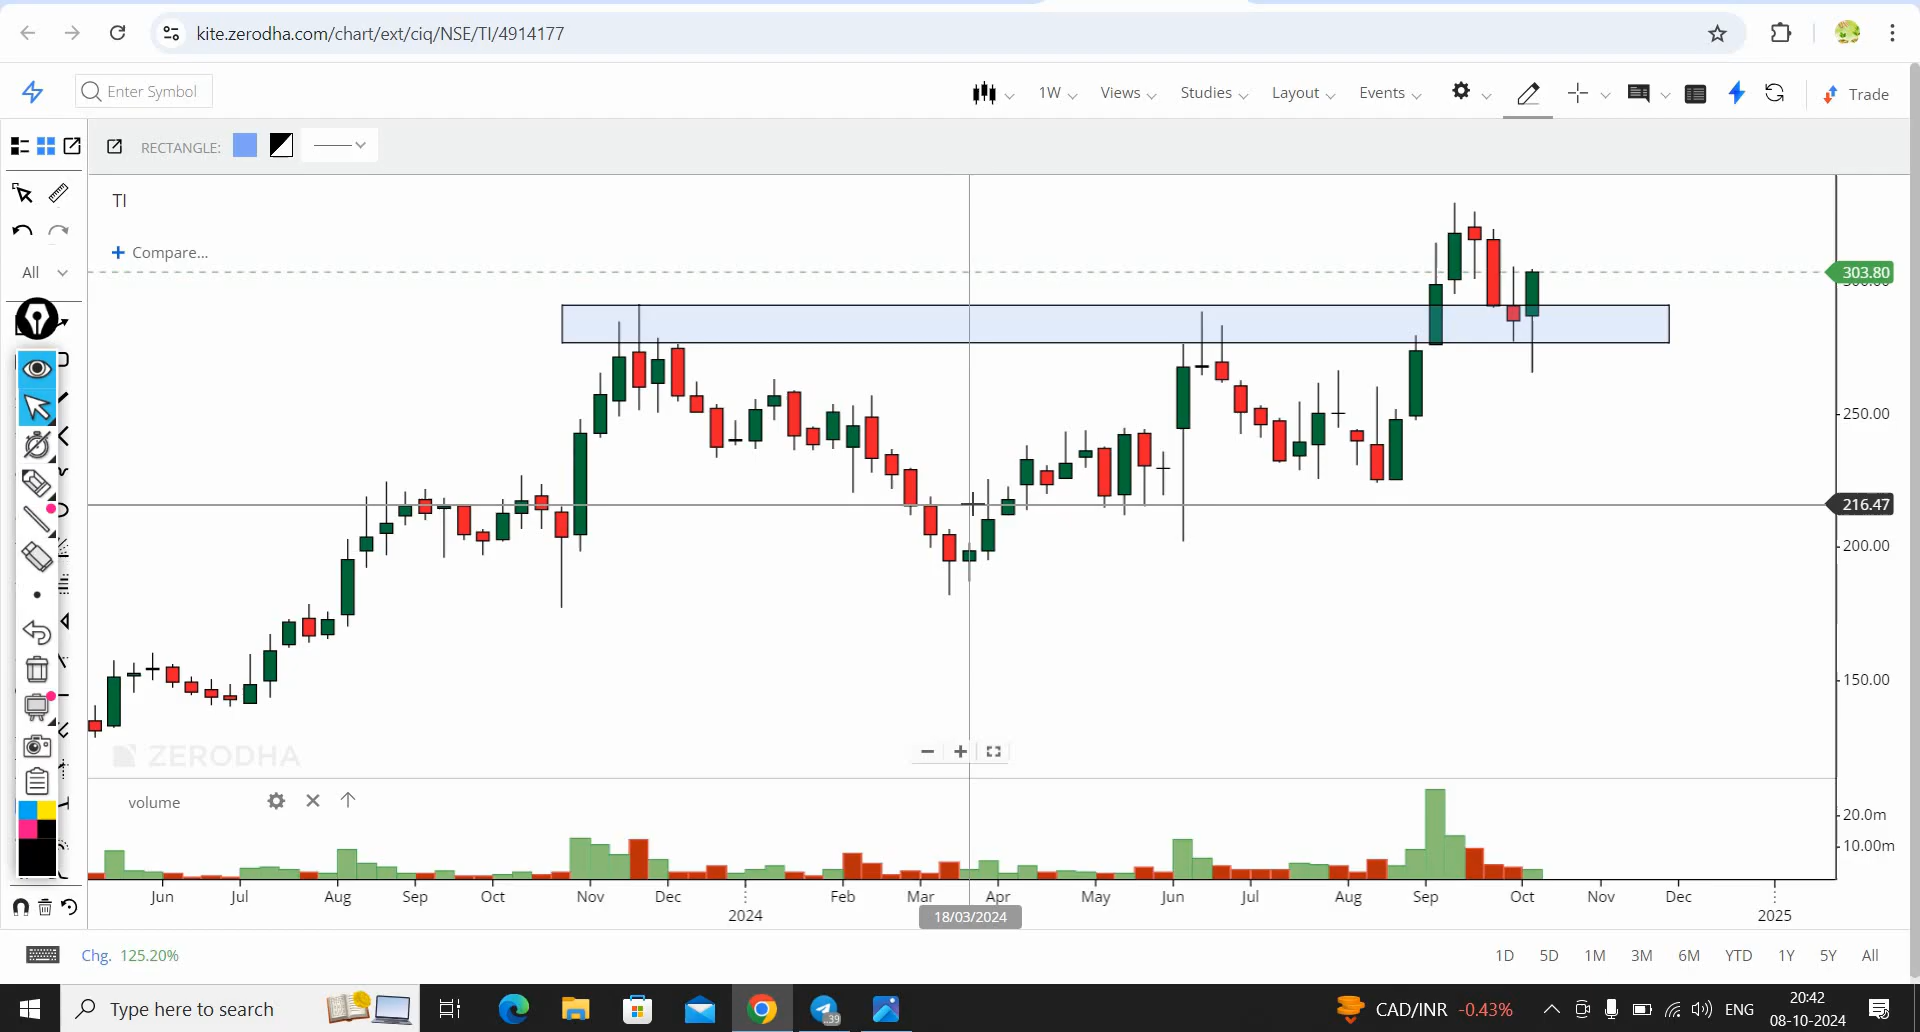 kite.zerodha.com/chart/ext/ciq/NSE/TI/4914177
Enter Symbol
1W
Views
Studies
Layout
Events
Trade
RECTANGLE:
TI
Compare...
All
303.80
300.00
250.00
216.47
200.00
150.00
ZERODHA
volume
20.0m
10.00m
Jun
Jul
Aug
Sep
Oct
Nov
Dec
2024
Feb
Mar
Apr
May
Jun
Jul
Aug
Sep
Oct
Nov
Dec
2025
18/03/2024
Chg. 125.20%
1D
5D
1M
3M
6M
YTD
1Y
5Y
All
Type here to search
39
CAD/INR -0.43%
ENG
20:42
08-10-2024